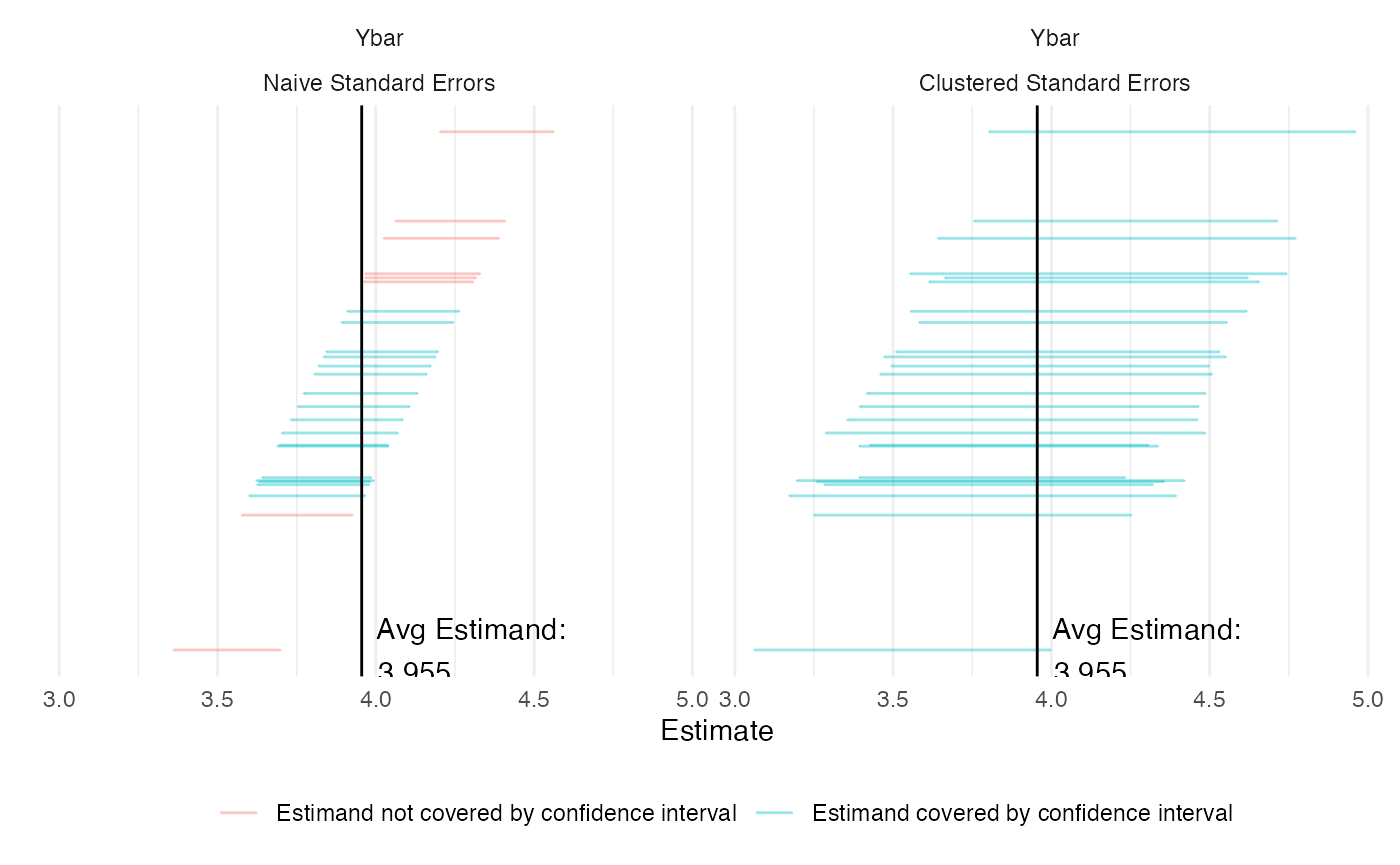 Ybar
Ybar
Naive Standard Errors
Clustered Standard Errors
Avg Estimand:
3.955
Avg Estimand:
3.955
3.0
3.5
4.0
4.5
5.0
3.0
3.5
4.0
4.5
5.0
Estimate
Estimand not covered by confidence interval
Estimand covered by confidence interval